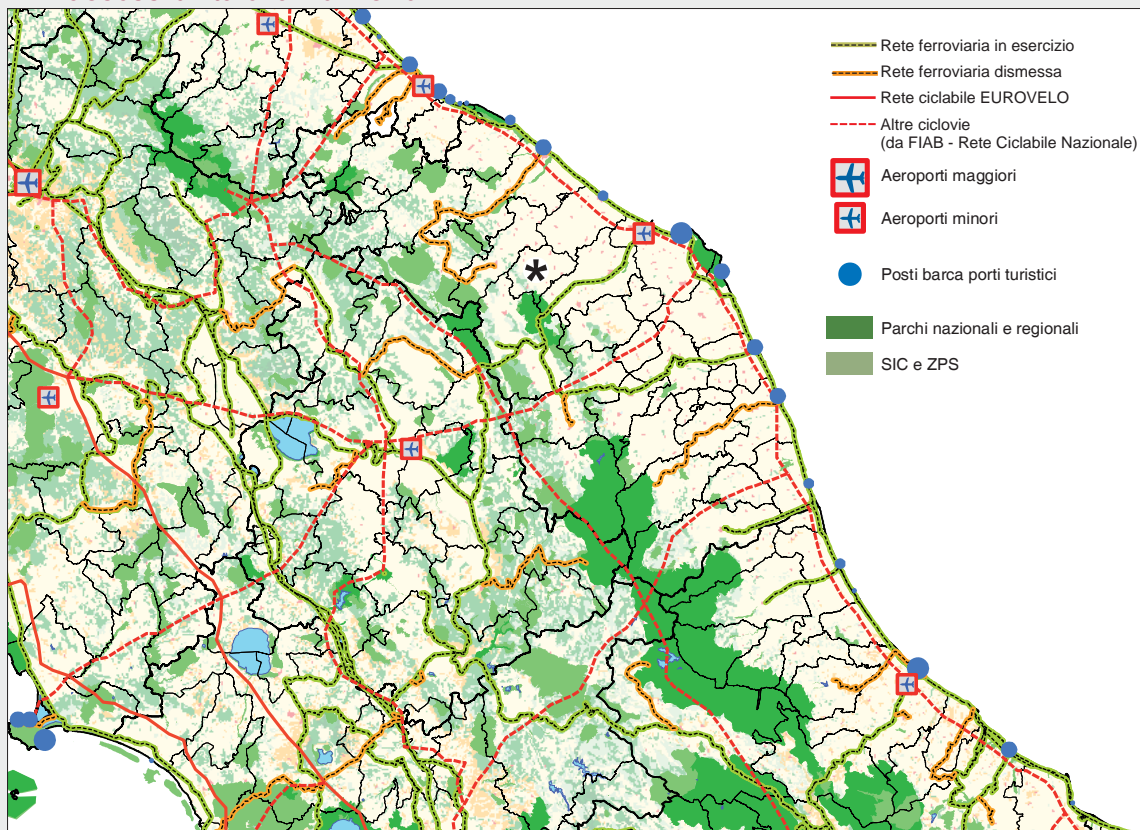 Rete ferroviaria in esercizio
Rete ferroviaria dismessa
Rete ciclabile EUROVELO
Altre ciclovie
(da FIAB - Rete Ciclabile Nazionale)
Aeroporti maggiori
Aeroporti minori
Posti barca porti turistici
Parchi nazionali e regionali
SIC e ZPS
*